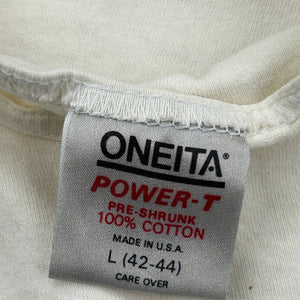 ONEITA®
POWER-T
PRE-SHRUNK
100% COTTON
MADE IN U.S.A.
L (42-44)
CARE OVER